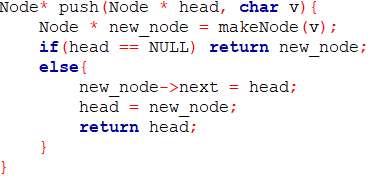 Node* push(Node * head, char v){
    Node * new_node = makeNode(v);
    if(head == NULL) return new_node;
    else{
        new_node->next = head;
        head = new_node;
        return head;
    }
}